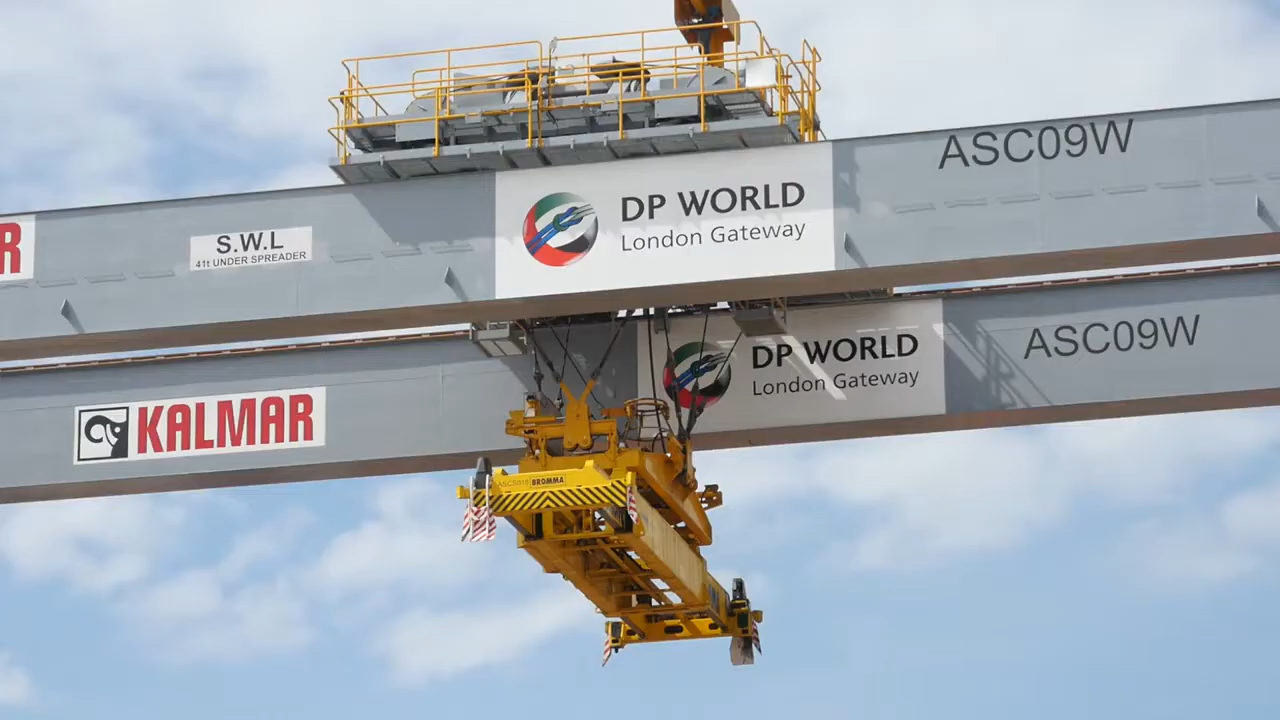 ASC09W
DP WORLD
London Gateway
S.W.L
41t UNDER SPREADER
R
DP WORLD
London Gateway
ASC09W
KALMAR
BROMMA